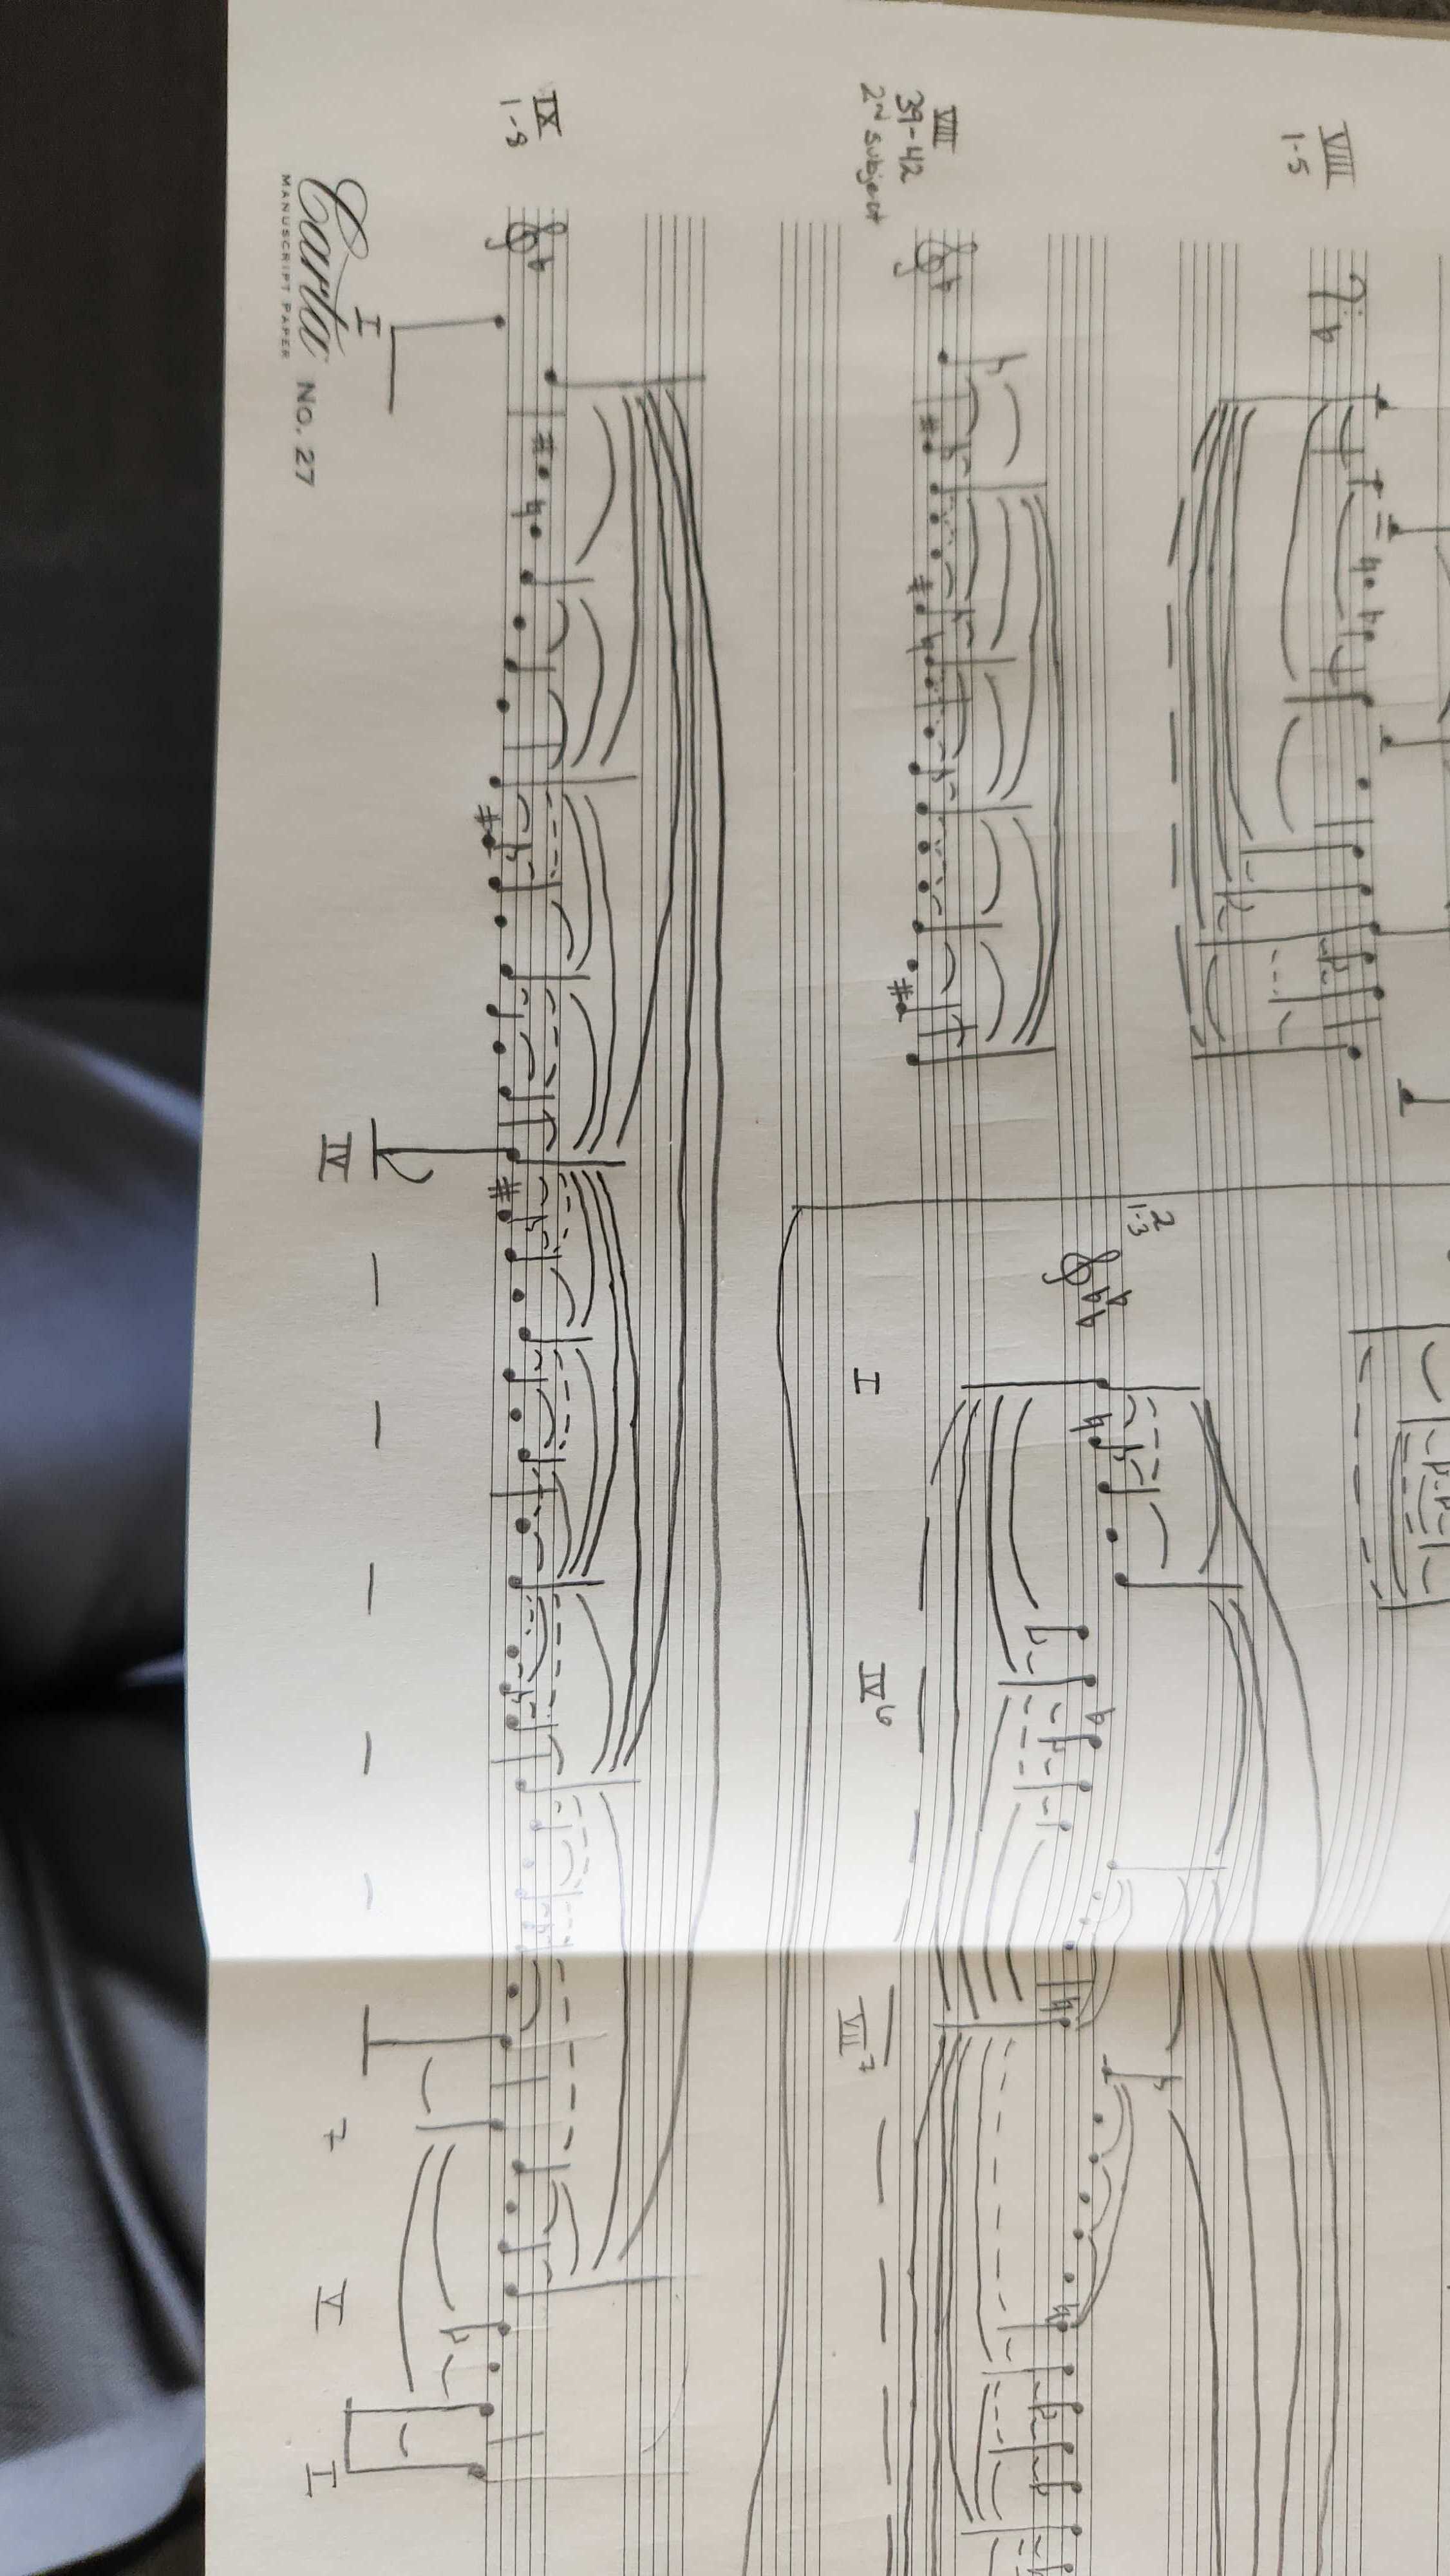 VIII
1-5
VIII
39-42
2nd subject
2
1-3
I
IV6
VII7
IX
1-8
I
IV
7
V
I
Carta No. 27
MANUSCRIPT PAPER